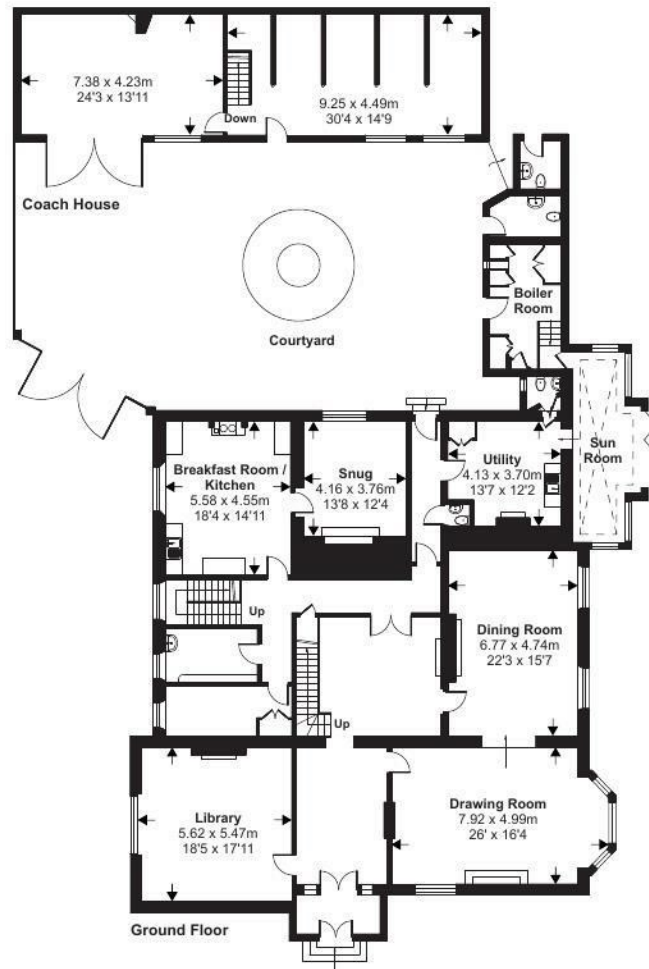 7.38 x 4.23m
24'3 x 13'11
Down
9.25 x 4.49m
30'4 x 14'9
Coach House
Courtyard
Boiler
Room
Sun
Room
Breakfast Room /
Kitchen
5.58 x 4.55m
18'4 x 14'11
Snug
4.16 x 3.76m
13'8 x 12'4
Utility
4.13 x 3.70m
13'7 x 12'2
Up
Dining Room
6.77 x 4.74m
22'3 x 15'7
Up
Library
5.62 x 5.47m
18'5 x 17'11
Drawing Room
7.92 x 4.99m
26' x 16'4
Ground Floor